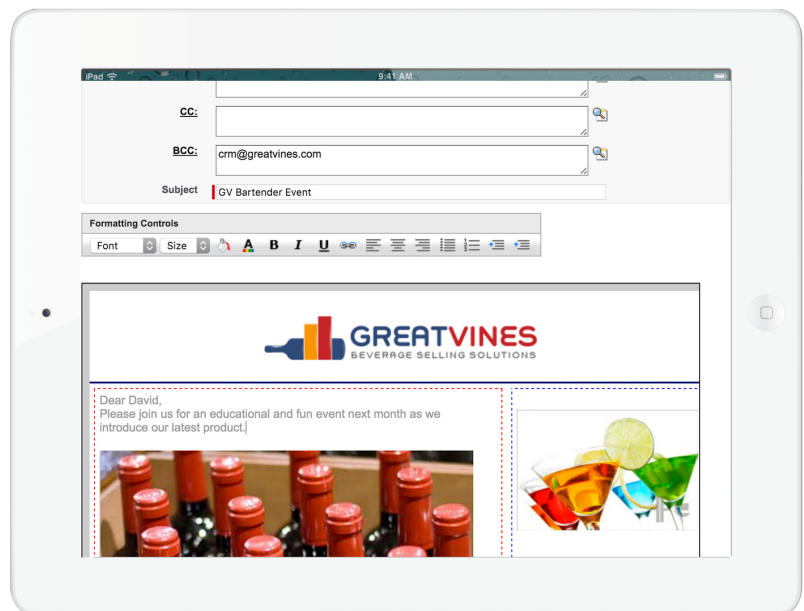 iPad 9:41 AM
CC:
BCC: crm@greatvines.com
Subject GV Bartender Event
Formatting Controls
Font Size A B I U
GREATVINES
BEVERAGE SELLING SOLUTIONS
Dear David,
Please join us for an educational and fun event next month as we
introduce our latest product.